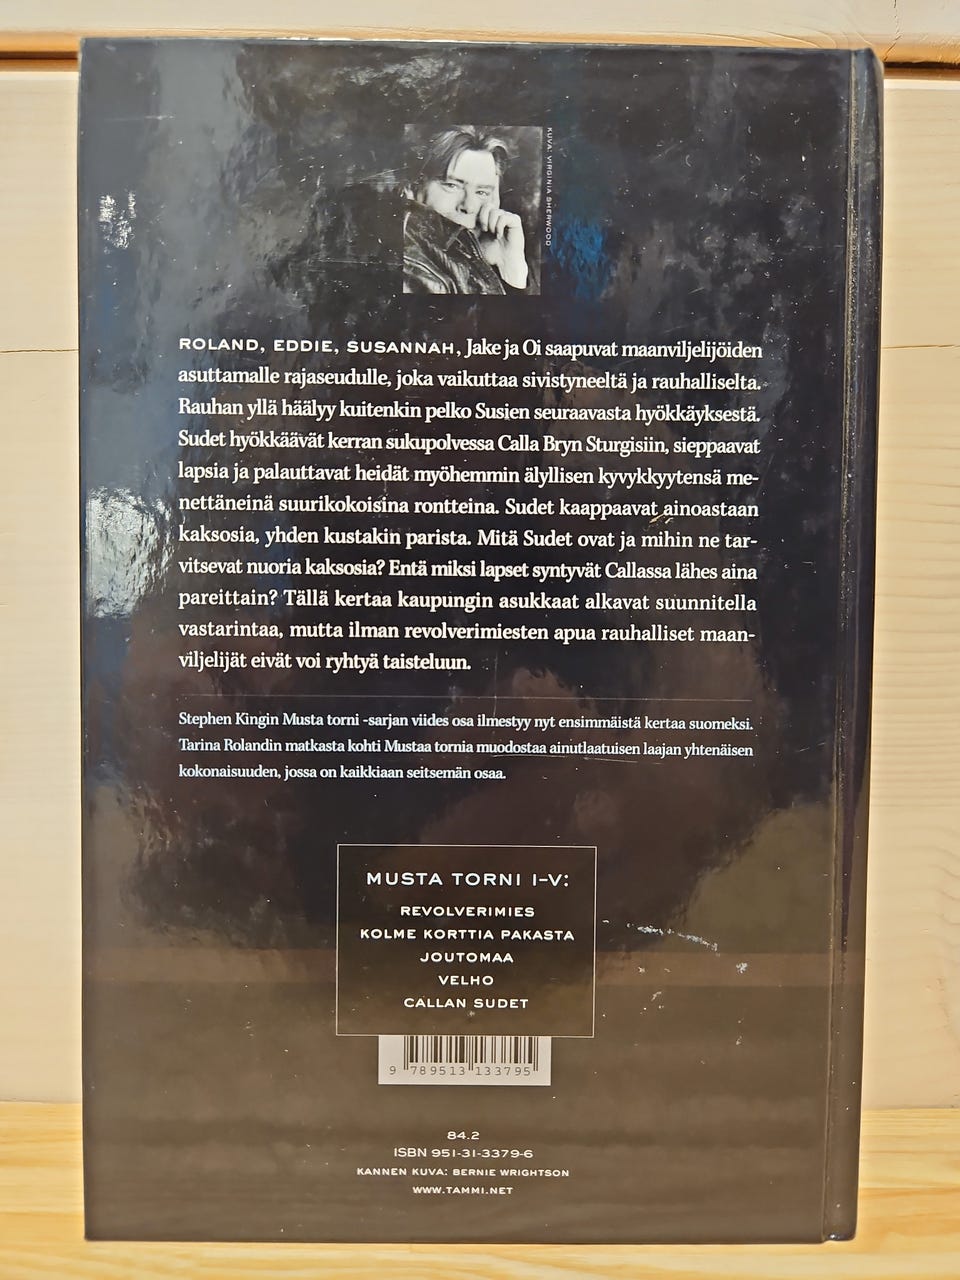 KUVA: VIRGINIA SHERWOOD
ROLAND, EDDIE, SUSANNAH, Jake ja Oi saapuvat maanviljelijöiden
asuttamalle rajaseudulle, joka vaikuttaa sivistyneeltä ja rauhalliselta.
Rauhan yllä häälyy kuitenkin pelko Susien seuraavasta hyökkäyksestä.
Sudet hyökkäävät kerran sukupolvessa Calla Bryn Sturgisiin, sieppaavat
lapsia ja palauttavat heidät myöhemmin älyllisen kyvykkyytensä me-
nettäneinä suurikokoisina rontteina. Sudet kaappaavat ainoastaan
kaksosia, yhden kustakin parista. Mitä Sudet ovat ja mihin ne tar-
vitsevat nuoria kaksosia? Entä miksi lapset syntyvät Callassa lähes aina
pareittain? Tällä kertaa kaupungin asukkaat alkavat suunnitella
vastarintaa, mutta ilman revolverimiesten apua rauhalliset maan-
viljelijät eivät voi ryhtyä taisteluun.
Stephen Kingin Musta torni -sarjan viides osa ilmestyy nyt ensimmäistä kertaa suomeksi.
Tarina Rolandin matkasta kohti Mustaa tornia muodostaa ainutlaatuisen laajan yhtenäisen
kokonaisuuden, jossa on kaikkiaan seitsemän osaa.
MUSTA TORNI I–V:
REVOLVERIMIES
KOLME KORTTIA PAKASTA
JOUTOMAA
VELHO
CALLAN SUDET
9 789513 133795
84.2
ISBN 951-31-3379-6
KANNEN KUVA: BERNIE WRIGHTSON
WWW.TAMMI.NET